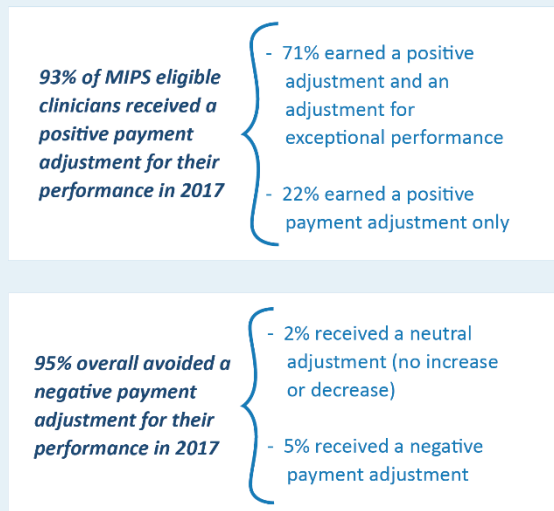 93% of MIPS eligible
clinicians received a
positive payment
adjustment for their
performance in 2017
- 71% earned a positive
adjustment and an
adjustment for
exceptional performance
- 22% earned a positive
payment adjustment only
95% overall avoided a
negative payment
adjustment for their
performance in 2017
- 2% received a neutral
adjustment (no increase
or decrease)
- 5% received a negative
payment adjustment